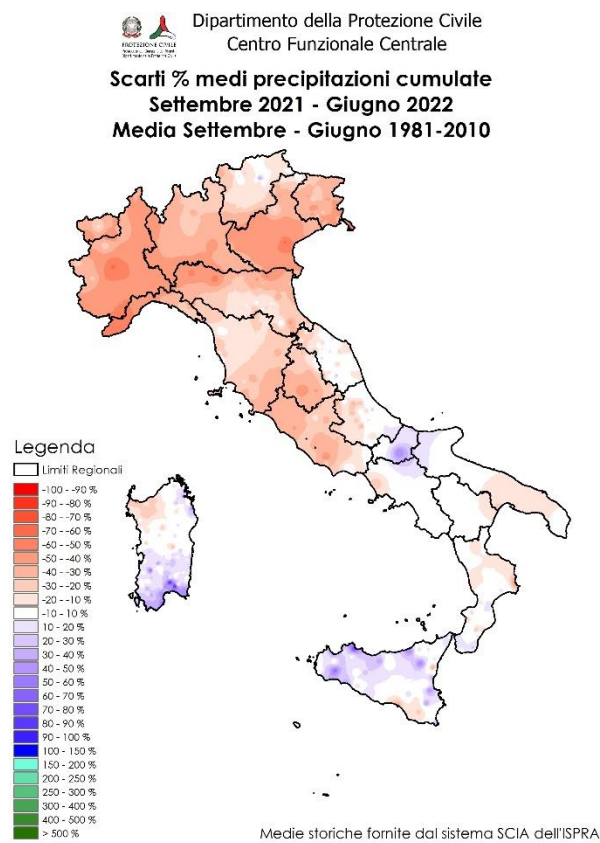 Dipartimento della Protezione Civile
Centro Funzionale Centrale
PROTEZIONE CIVILE
Scarti % medi precipitazioni cumulate
Settembre 2021 - Giugno 2022
Media Settembre - Giugno 1981-2010
Legenda
Limiti Regionali
-100 - -90 %
-90 - -80 %
-80 - -70 %
-70 - -60 %
-60 - -50 %
-50 - -40 %
-40 - -30 %
-30 - -20 %
-20 - -10 %
-10 - 10 %
10 - 20 %
20 - 30 %
30 - 40 %
40 - 50 %
50 - 60 %
60 - 70 %
70 - 80 %
80 - 90 %
90 - 100 %
100 - 150 %
150 - 200 %
200 - 250 %
250 - 300 %
300 - 400 %
400 - 500 %
> 500 %
Medie storiche fornite dal sistema SCIA dell'ISPRA